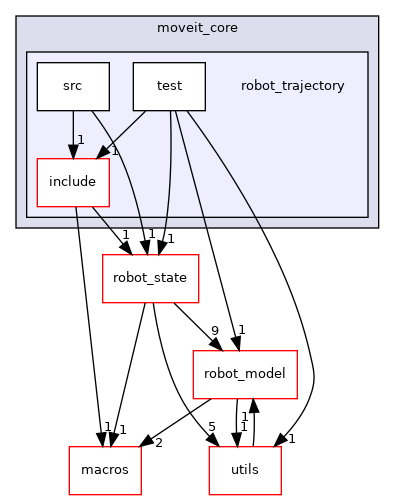 moveit_core
src
test
robot_trajectory
1
1
include
1
1
1
robot_state
9
1
robot_model
1
1
5
1
1
2
1
macros
utils